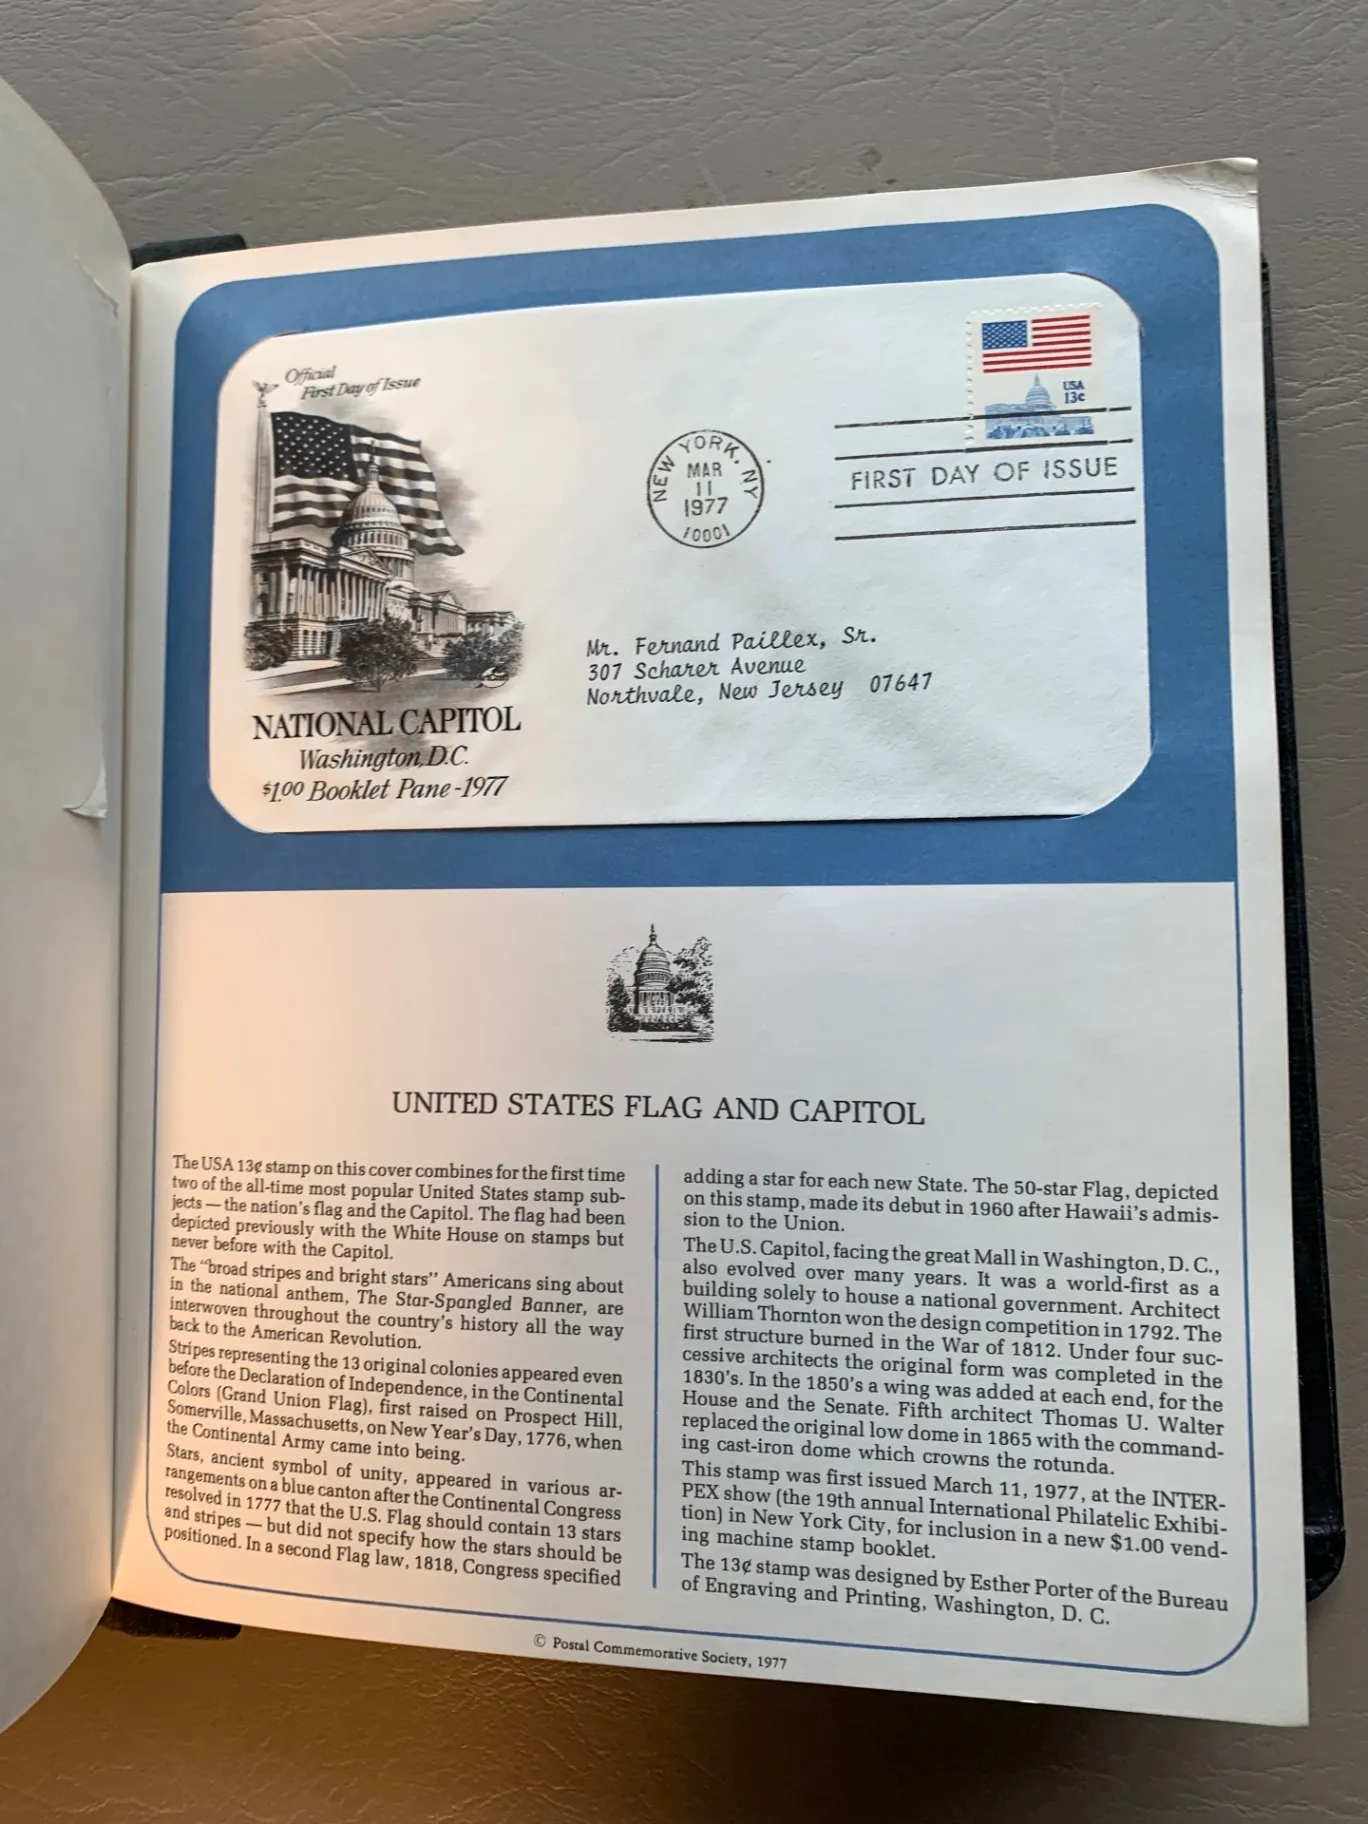 Official
First Day of Issue
USA
13c
NEW YORK, NY
MAR
11
1977
10001
FIRST DAY OF ISSUE
Mr. Fernand Paillex, Sr.
307 Scharer Avenue
Northvale, New Jersey 07647
NATIONAL CAPITOL
Washington, D.C.
$1.00 Booklet Pane - 1977
UNITED STATES FLAG AND CAPITOL
The USA 13¢ stamp on this cover combines for the first time
two of the all-time most popular United States stamp sub-
jects — the nation's flag and the Capitol. The flag had been
depicted previously with the White House on stamps but
never before with the Capitol.
The "broad stripes and bright stars" Americans sing about
in the national anthem, The Star-Spangled Banner, are
interwoven throughout the country's history all the way
back to the American Revolution.
Stripes representing the 13 original colonies appeared even
before the Declaration of Independence, in the Continental
Colors (Grand Union Flag), first raised on Prospect Hill,
Somerville, Massachusetts, on New Year's Day, 1776, when
the Continental Army came into being.
Stars, ancient symbol of unity, appeared in various ar-
rangements on a blue canton after the Continental Congress
resolved in 1777 that the U.S. Flag should contain 13 stars
and stripes — but did not specify how the stars should be
positioned. In a second Flag law, 1818, Congress specified
adding a star for each new State. The 50-star Flag, depicted
on this stamp, made its debut in 1960 after Hawaii's admis-
sion to the Union.
The U.S. Capitol, facing the great Mall in Washington, D. C.,
also evolved over many years. It was a world-first as a
building solely to house a national government. Architect
William Thornton won the design competition in 1792. The
first structure burned in the War of 1812. Under four suc-
cessive architects the original form was completed in the
1830's. In the 1850's a wing was added at each end, for the
House and the Senate. Fifth architect Thomas U. Walter
replaced the original low dome in 1865 with the command-
ing cast-iron dome which crowns the rotunda.
This stamp was first issued March 11, 1977, at the INTER-
PEX show (the 19th annual International Philatelic Exhibi-
tion) in New York City, for inclusion in a new $1.00 vend-
ing machine stamp booklet.
The 13¢ stamp was designed by Esther Porter of the Bureau
of Engraving and Printing, Washington, D. C.
© Postal Commemorative Society, 1977